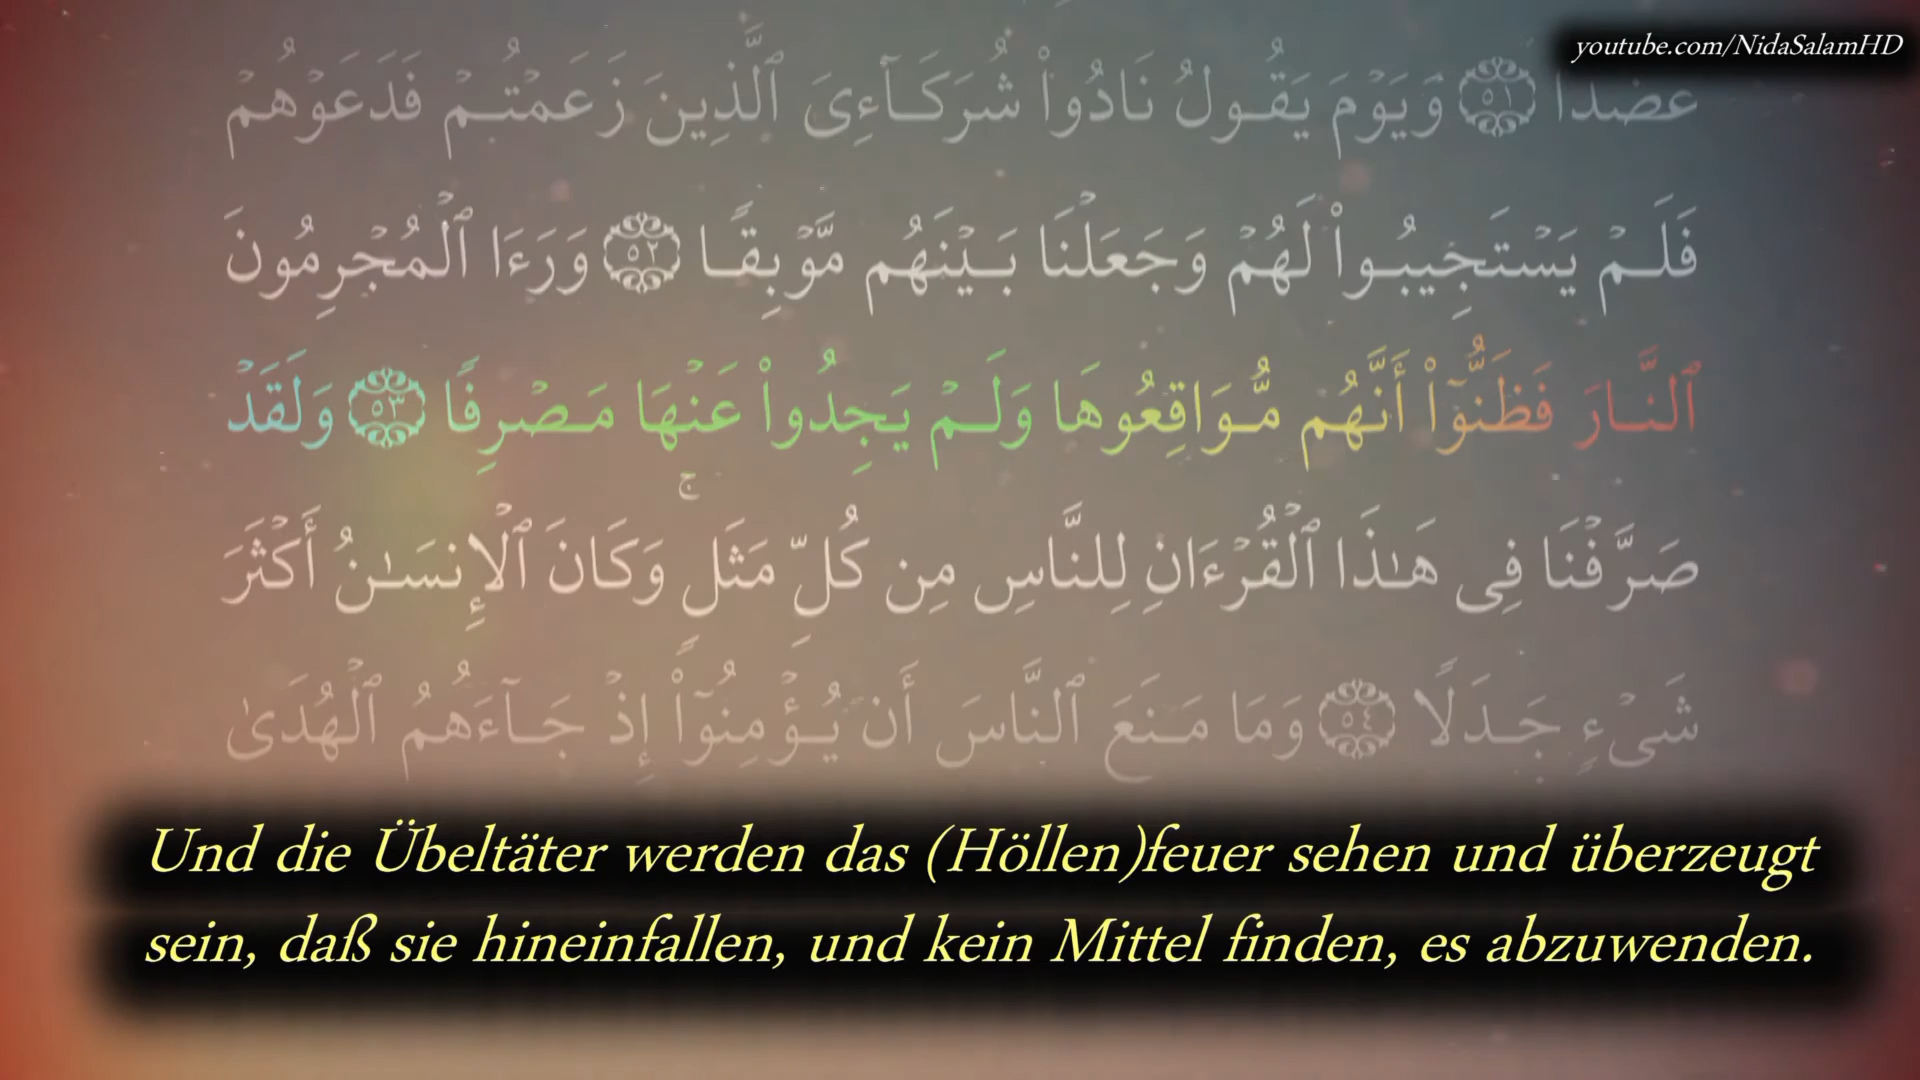 youtube.com/NidaSalamHD
عَضُدًا ۝٥١ وَيَوْمَ يَقُولُ نَادُوا۟ شُرَكَآءِىَ ٱلَّذِينَ زَعَمْتُمْ فَدَعَوْهُمْ
فَلَمْ يَسْتَجِيبُوا۟ لَهُمْ وَجَعَلْنَا بَيْنَهُم مَّوْبِقًا ۝٥٢ وَرَءَا ٱلْمُجْرِمُونَ
ٱلنَّارَ فَظَنُّوٓا۟ أَنَّهُم مُّوَاقِعُوهَا وَلَمْ يَجِدُوا۟ عَنْهَا مَصْرِفًا ۝٥٣ وَلَقَدْ
صَرَّفْنَا فِى هَـٰذَا ٱلْقُرْءَانِ لِلنَّاسِ مِن كُلِّ مَثَلٍ ۚ وَكَانَ ٱلْإِنسَـٰنُ أَكْثَرَ
شَىْءٍ جَدَلًا ۝٥٤ وَمَا مَنَعَ ٱلنَّاسَ أَن يُؤْمِنُوٓا۟ إِذْ جَآءَهُمُ ٱلْهُدَىٰ
Und die Übeltäter werden das (Höllen)feuer sehen und überzeugt
sein, daß sie hineinfallen, und kein Mittel finden, es abzuwenden.